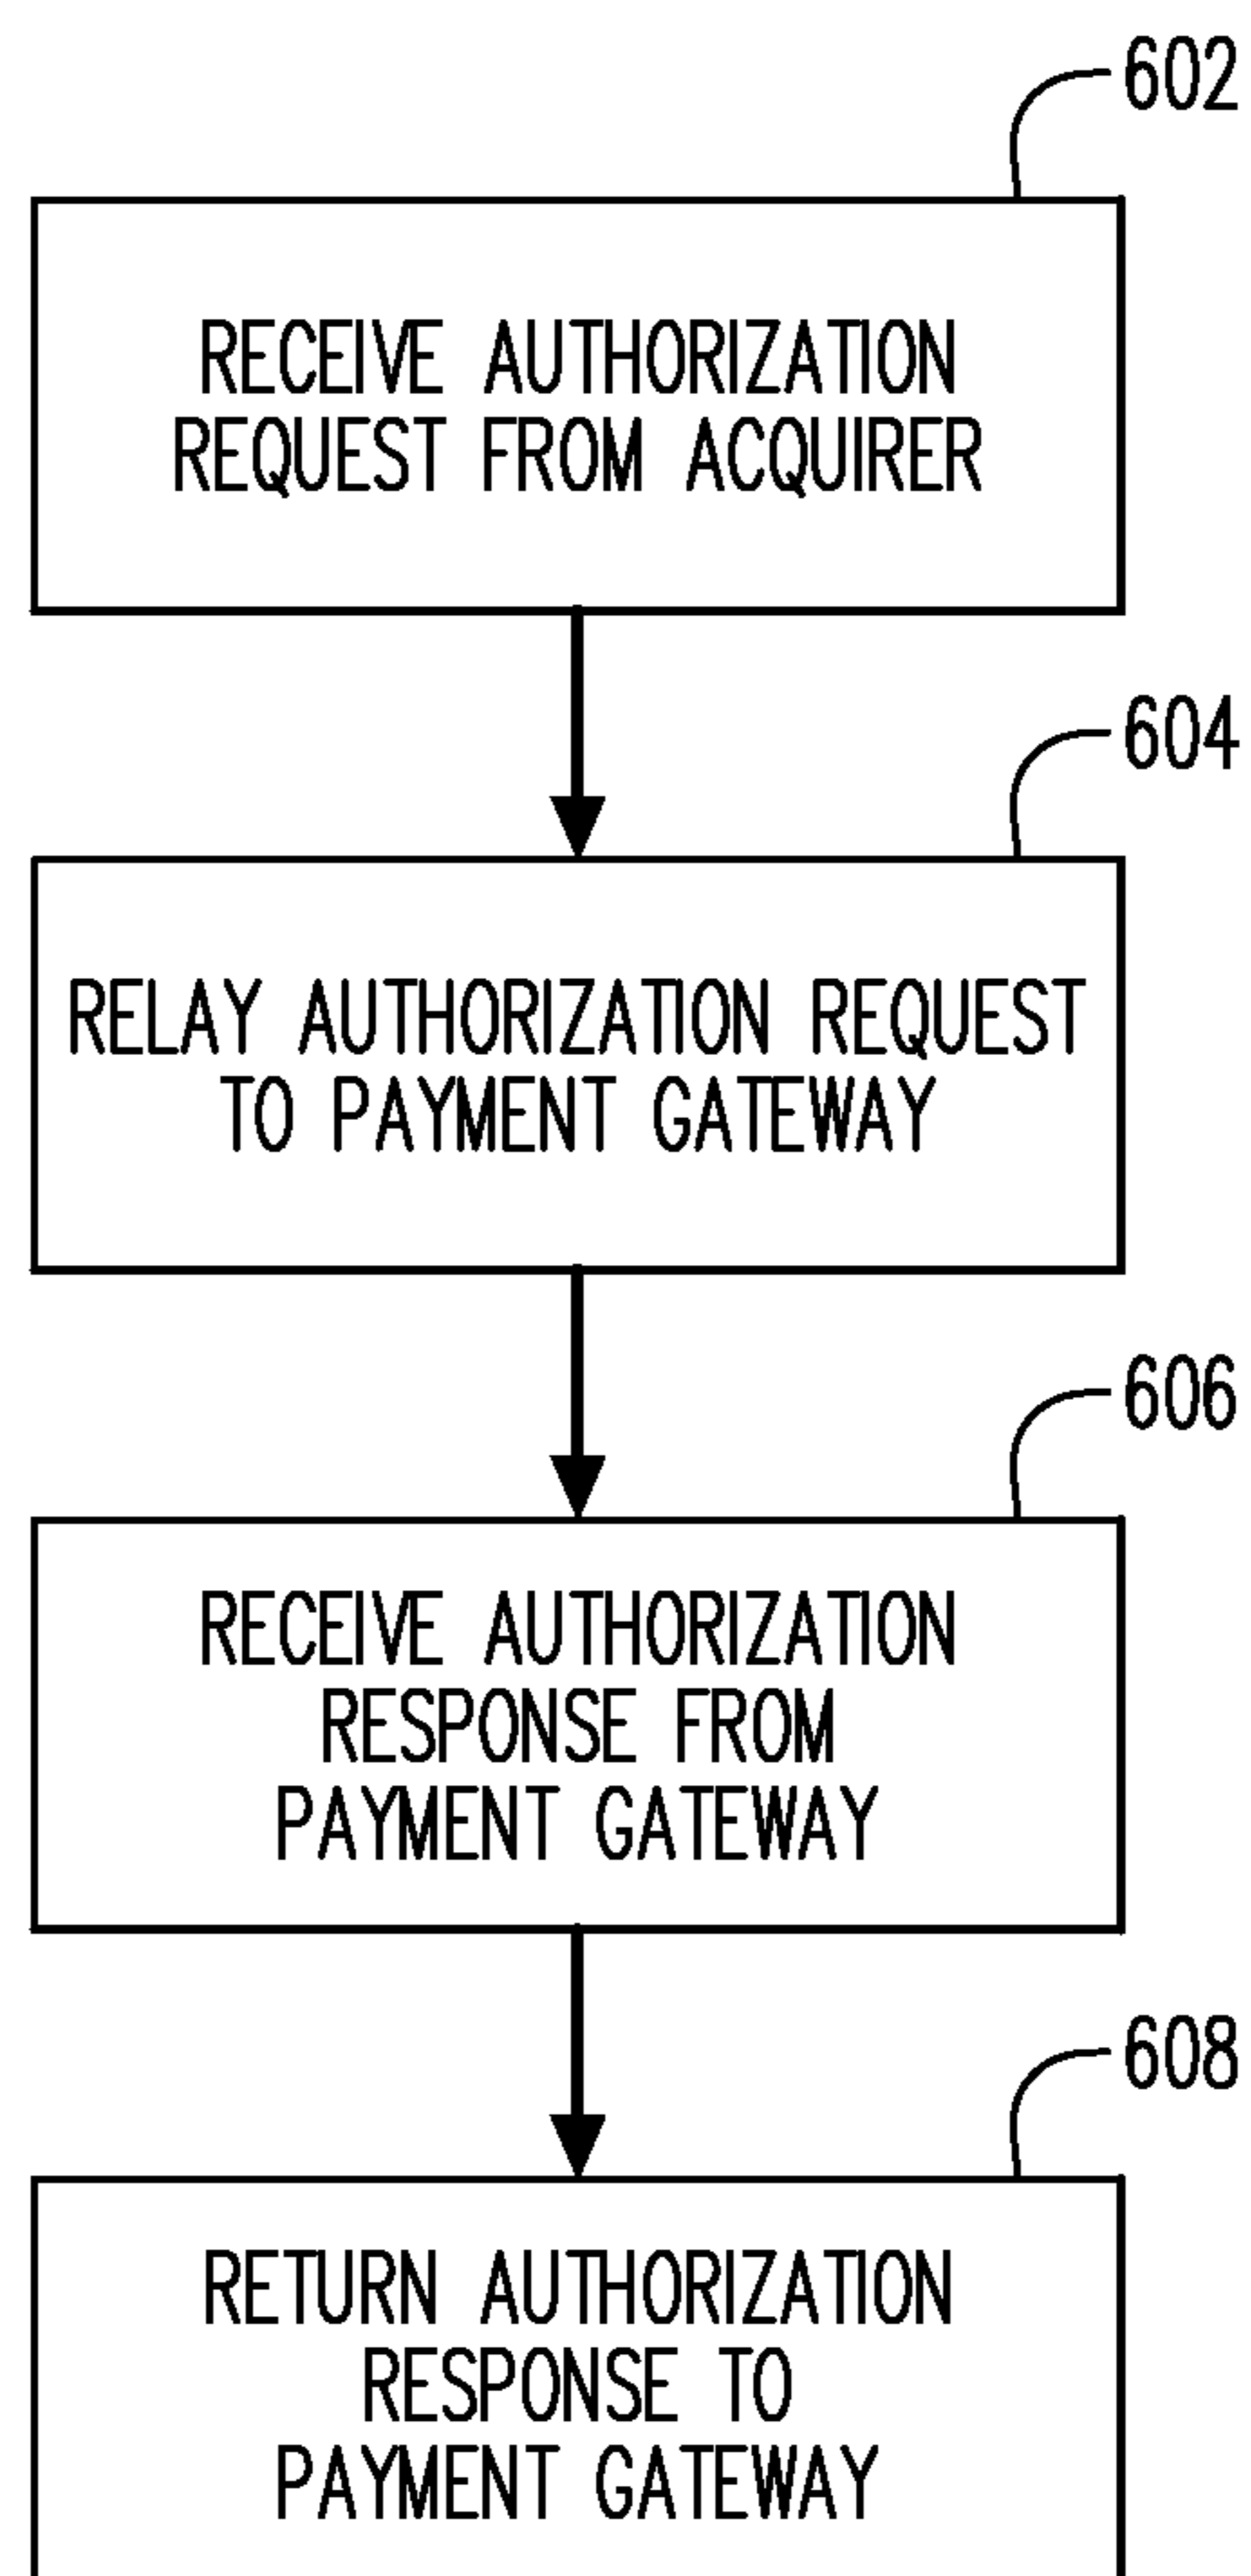 602
RECEIVE AUTHORIZATION
REQUEST FROM ACQUIRER
604
RELAY AUTHORIZATION REQUEST
TO PAYMENT GATEWAY
606
RECEIVE AUTHORIZATION
RESPONSE FROM
PAYMENT GATEWAY
608
RETURN AUTHORIZATION
RESPONSE TO
PAYMENT GATEWAY